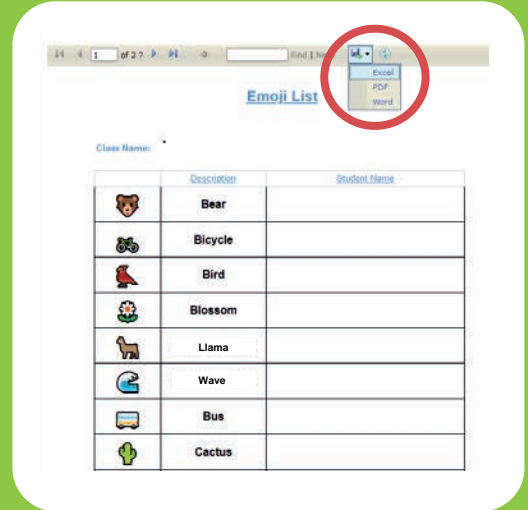 1 of 2 ? Find |
Excel
PDF
Word
Emoji List
Class Name:
Description Student Name
Bear
Bicycle
Bird
Blossom
Llama
Wave
Bus
Cactus